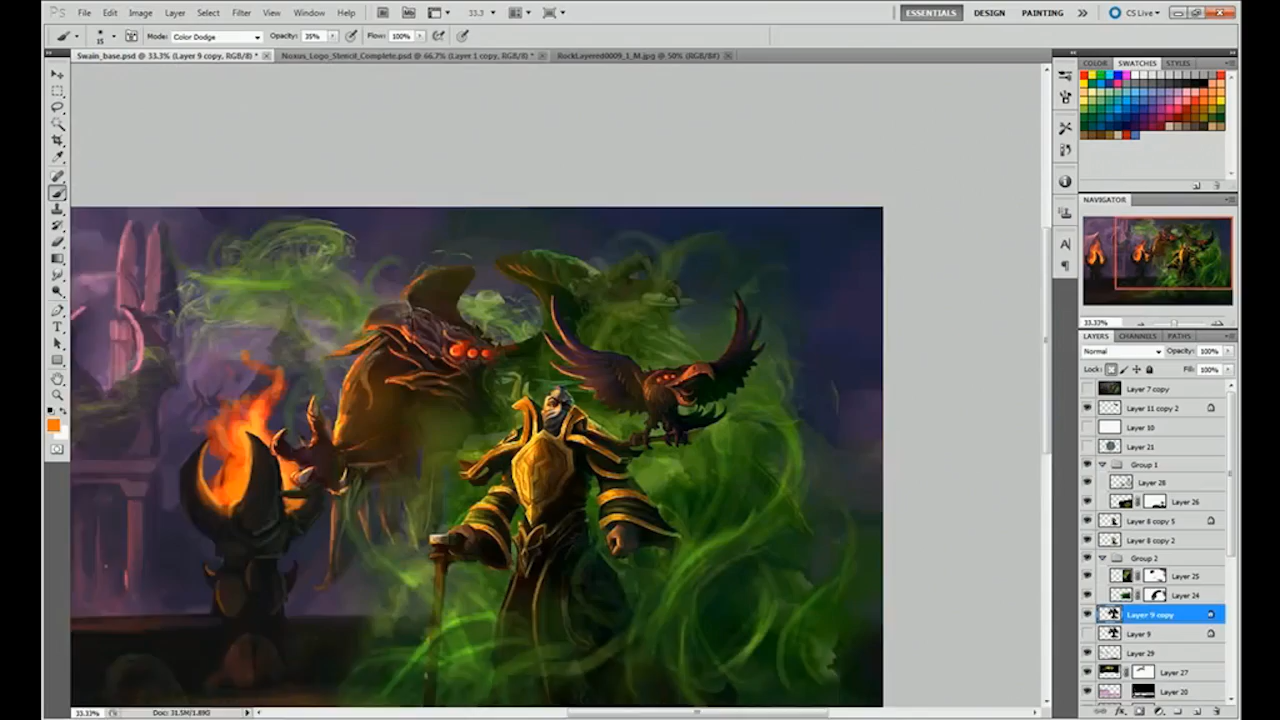 Ps File Edit Image Layer Select Filter View Window Help Br Mb 33.3 ESSENTIALS DESIGN PAINTING CS Live
15 Mode: Color Dodge Opacity: 35% Flow: 100%
Swain_base.psd @ 33.3% (Layer 9 copy, RGB/8) * Noxus_Logo_Stencil_Complete.psd @ 66.7% (Layer 1 copy, RGB/8) * RockLayered0009_1_M.jpg @ 50% (RGB/8#)
COLOR SWATCHES STYLES
NAVIGATOR
33.33%
LAYERS CHANNELS PATHS
Normal Opacity: 100%
Lock: Fill: 100%
Layer 7 copy
Layer 11 copy 2
Layer 10
Layer 21
Group 1
Layer 28
Layer 26
Layer 8 copy 5
Layer 8 copy 2
Group 2
Layer 25
Layer 24
Layer 9 copy
Layer 9
Layer 29
Layer 27
Layer 20
33.33% Doc: 31.5M/1.89G